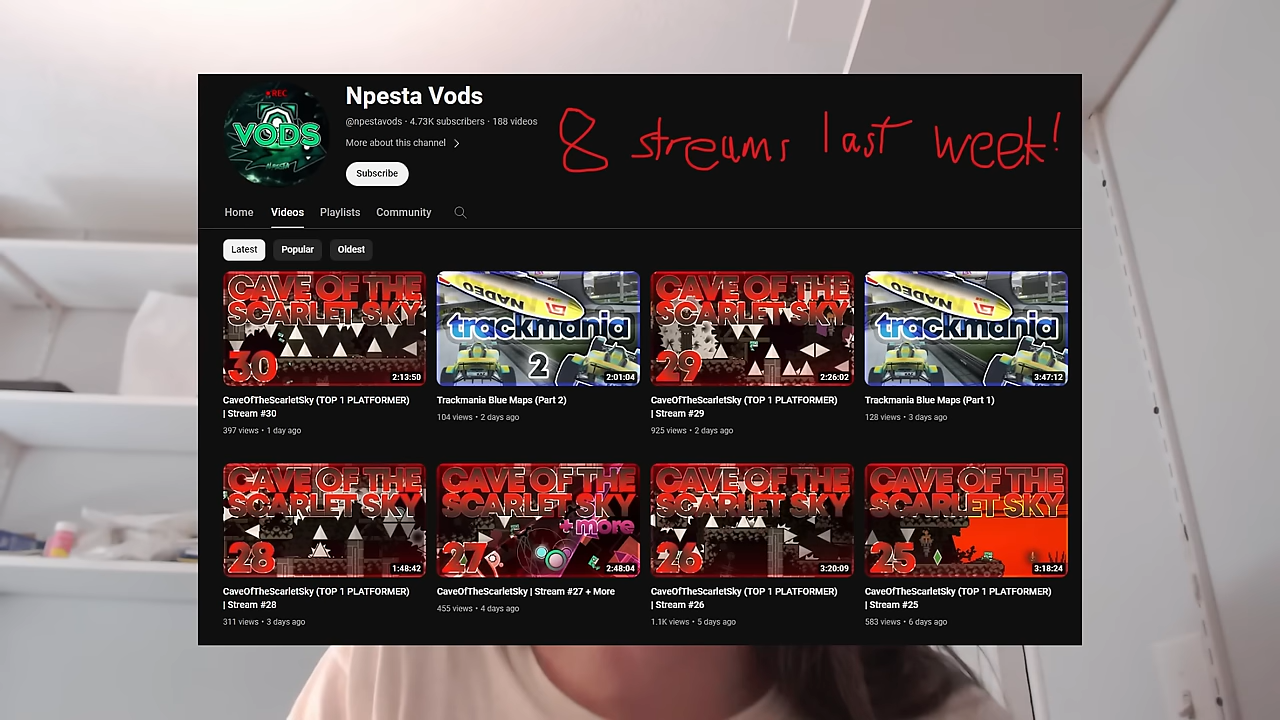 REC
VODS
NPESTA
Npesta Vods
@npestavods · 4.73K subscribers · 188 videos
More about this channel
Subscribe
8 streams last week!
Home Videos Playlists Community
Latest Popular Oldest
CAVE OF THE
SCARLET SKY
30
2:13:50
CaveOfTheScarletSky (TOP 1 PLATFORMER)
| Stream #30
397 views • 1 day ago
NADEO
trackmania
2
2:01:04
Trackmania Blue Maps (Part 2)
104 views • 2 days ago
CAVE OF THE
SCARLET SKY
29
2:26:02
CaveOfTheScarletSky (TOP 1 PLATFORMER)
| Stream #29
925 views • 2 days ago
NADEO
trackmania
3:47:12
Trackmania Blue Maps (Part 1)
128 views • 3 days ago
CAVE OF THE
SCARLET SKY
28
1:48:42
CaveOfTheScarletSky (TOP 1 PLATFORMER)
| Stream #28
311 views • 3 days ago
CAVE OF THE
SCARLET SKY
+ more
27
2:48:04
CaveOfTheScarletSky | Stream #27 + More
455 views • 4 days ago
CAVE OF THE
SCARLET SKY
26
3:20:09
CaveOfTheScarletSky (TOP 1 PLATFORMER)
| Stream #26
1.1K views • 5 days ago
CAVE OF THE
SCARLET SKY
25
3:18:24
CaveOfTheScarletSky (TOP 1 PLATFORMER)
| Stream #25
583 views • 6 days ago